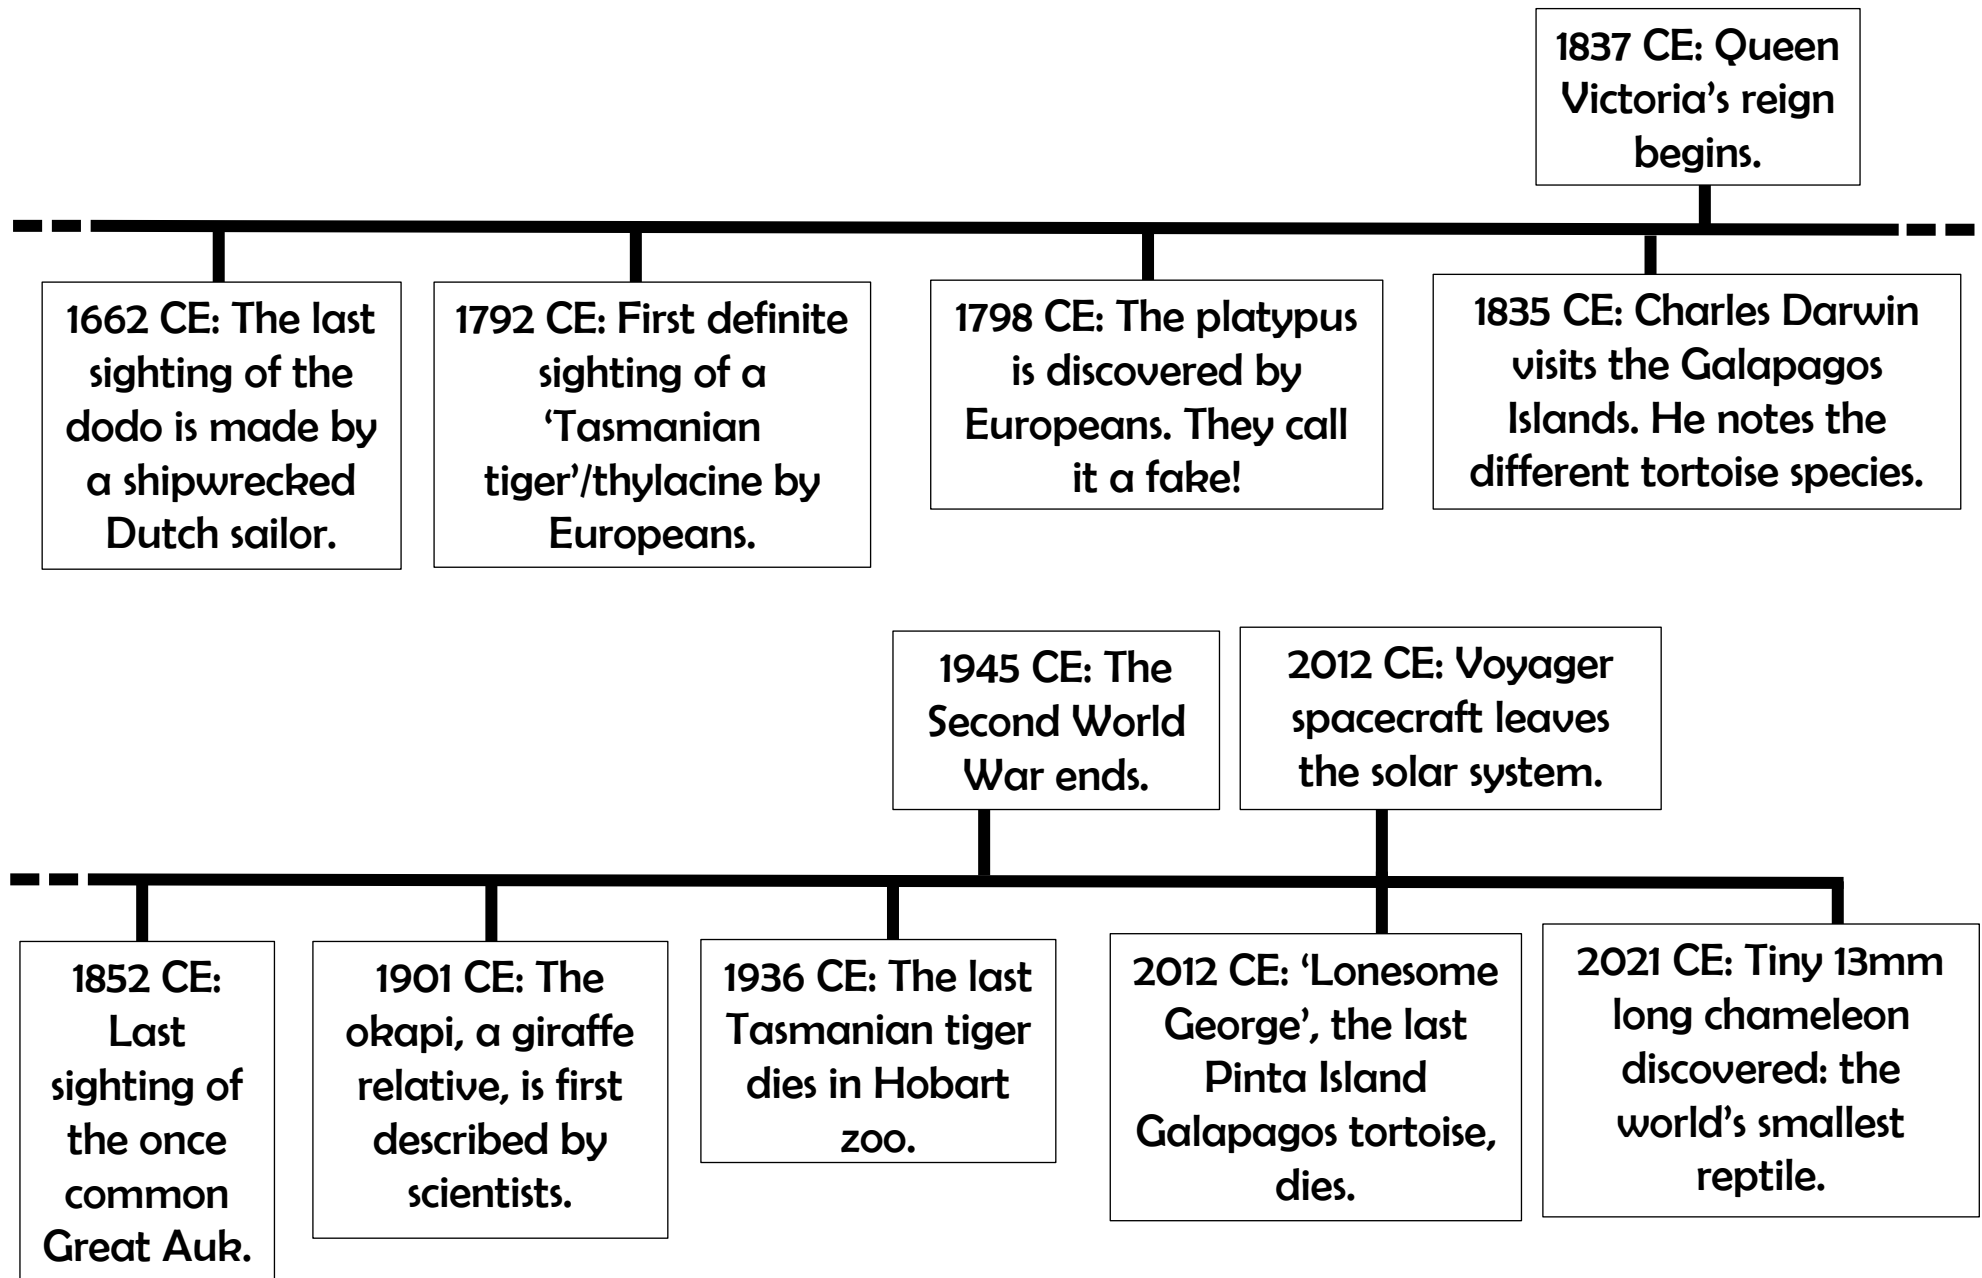 1837 CE: Queen
Victoria’s reign
begins.
1662 CE: The last
sighting of the
dodo is made by
a shipwrecked
Dutch sailor.
1792 CE: First definite
sighting of a
‘Tasmanian
tiger’/thylacine by
Europeans.
1798 CE: The platypus
is discovered by
Europeans. They call
it a fake!
1835 CE: Charles Darwin
visits the Galapagos
Islands. He notes the
different tortoise species.
1945 CE: The
Second World
War ends.
2012 CE: Voyager
spacecraft leaves
the solar system.
1852 CE:
Last
sighting of
the once
common
Great Auk.
1901 CE: The
okapi, a giraffe
relative, is first
described by
scientists.
1936 CE: The last
Tasmanian tiger
dies in Hobart
zoo.
2012 CE: ‘Lonesome
George’, the last
Pinta Island
Galapagos tortoise,
dies.
2021 CE: Tiny 13mm
long chameleon
discovered: the
world’s smallest
reptile.